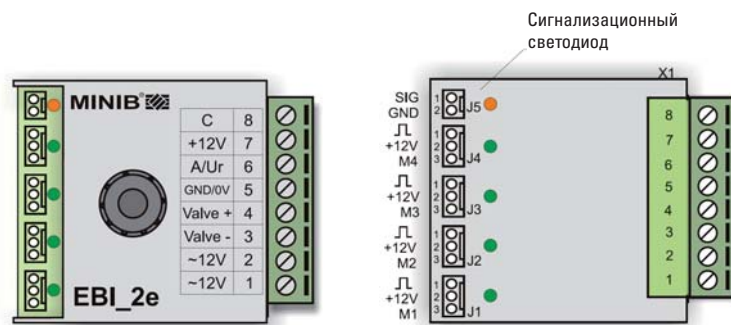 Сигнализационный
светодиод
MINIB®
C 8
+12V 7
A/Ur 6
GND/0V 5
Valve + 4
Valve - 3
~12V 2
~12V 1
EBI_2e
X1
SIG 1
GND 2 J5
1
+12V 2
M4 3 J4
1
+12V 2
M3 3 J3
1
+12V 2
M2 3 J2
1
+12V 2
M1 3 J1
8
7
6
5
4
3
2
1